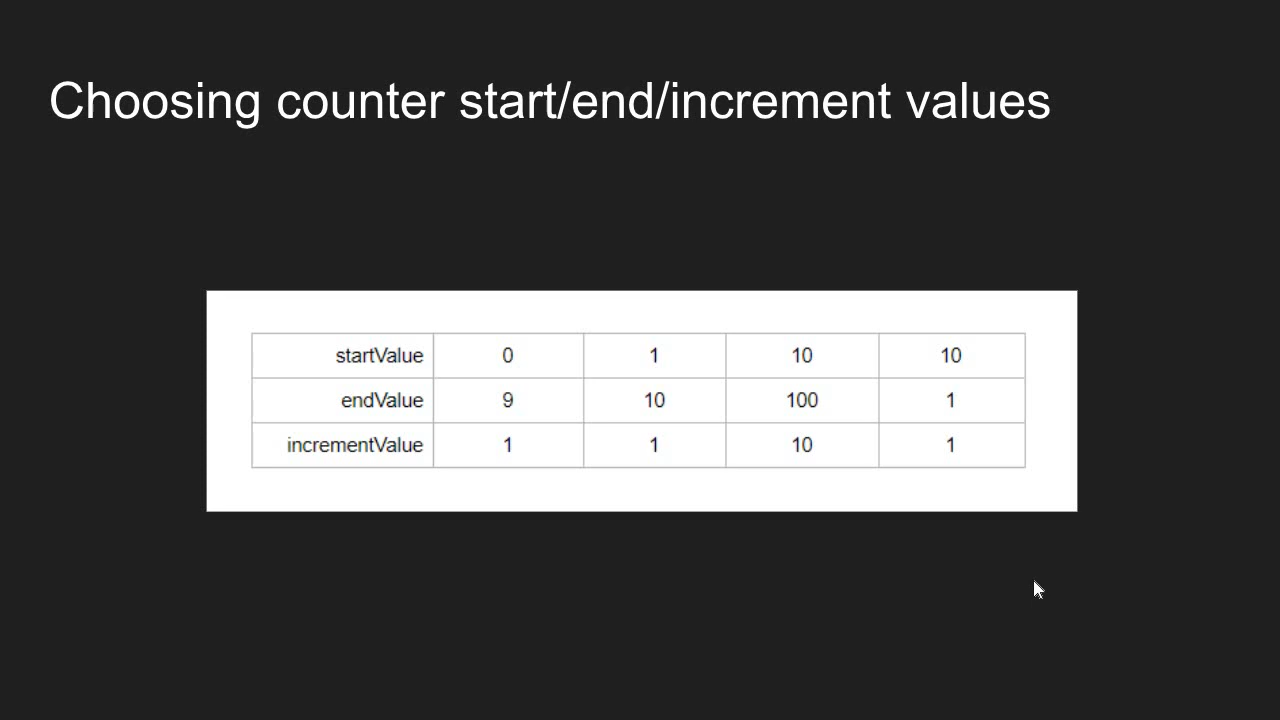 Choosing counter start/end/increment values
startValue 0 1 10 10
endValue 9 10 100 1
incrementValue 1 1 10 1